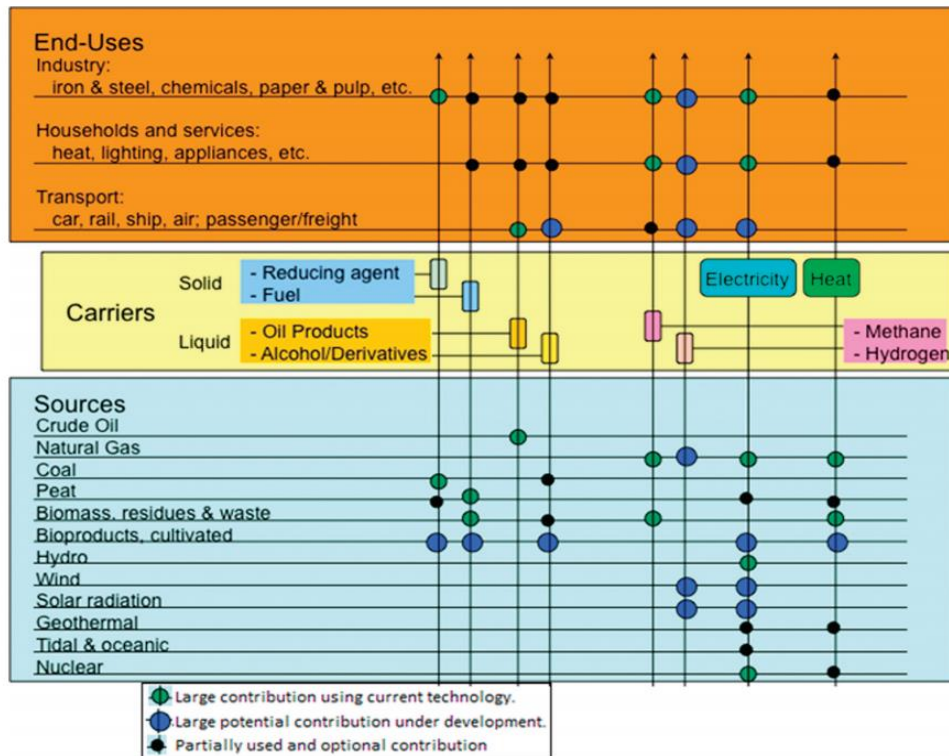 End-Uses
Industry:
iron & steel, chemicals, paper & pulp, etc.
Households and services:
heat, lighting, appliances, etc.
Transport:
car, rail, ship, air; passenger/freight
Carriers
Solid
- Reducing agent
- Fuel
Liquid
- Oil Products
- Alcohol/Derivatives
Electricity
Heat
- Methane
- Hydrogen
Sources
Crude Oil
Natural Gas
Coal
Peat
Biomass, residues & waste
Bioproducts, cultivated
Hydro
Wind
Solar radiation
Geothermal
Tidal & oceanic
Nuclear
Large contribution using current technology.
Large potential contribution under development.
Partially used and optional contribution